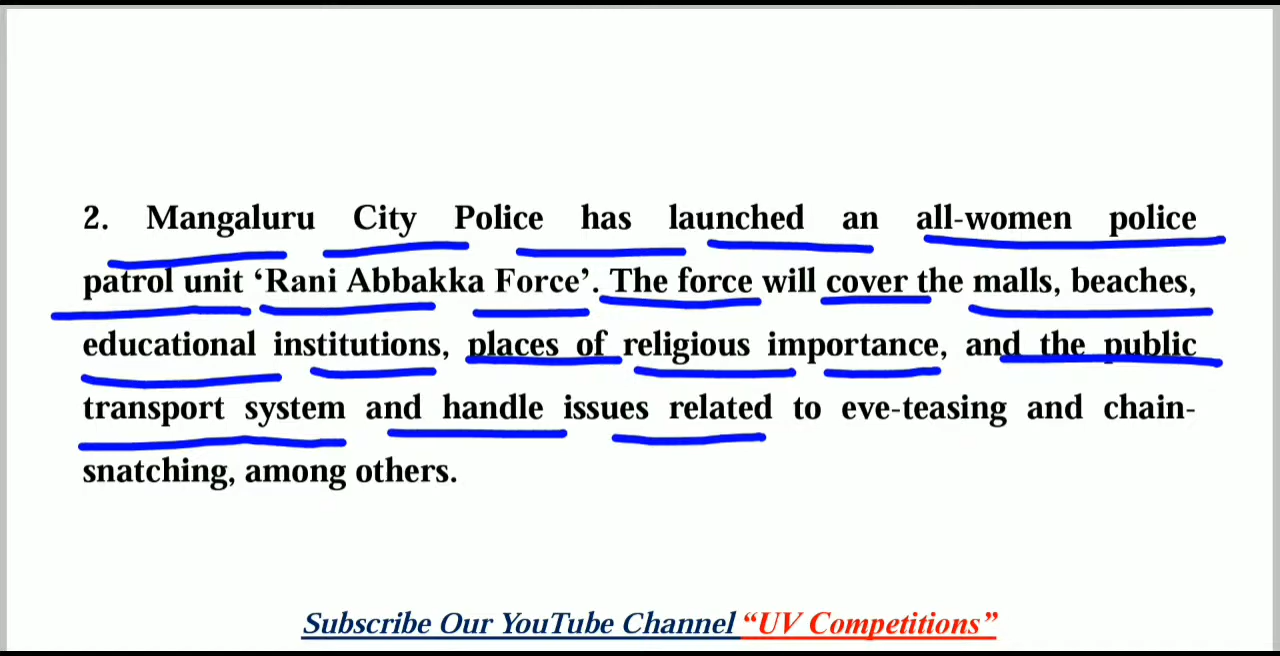 2. Mangaluru City Police has launched an all-women police
patrol unit ‘Rani Abbakka Force’. The force will cover the malls, beaches,
educational institutions, places of religious importance, and the public
transport system and handle issues related to eve-teasing and chain-
snatching, among others.
Subscribe Our YouTube Channel “UV Competitions”